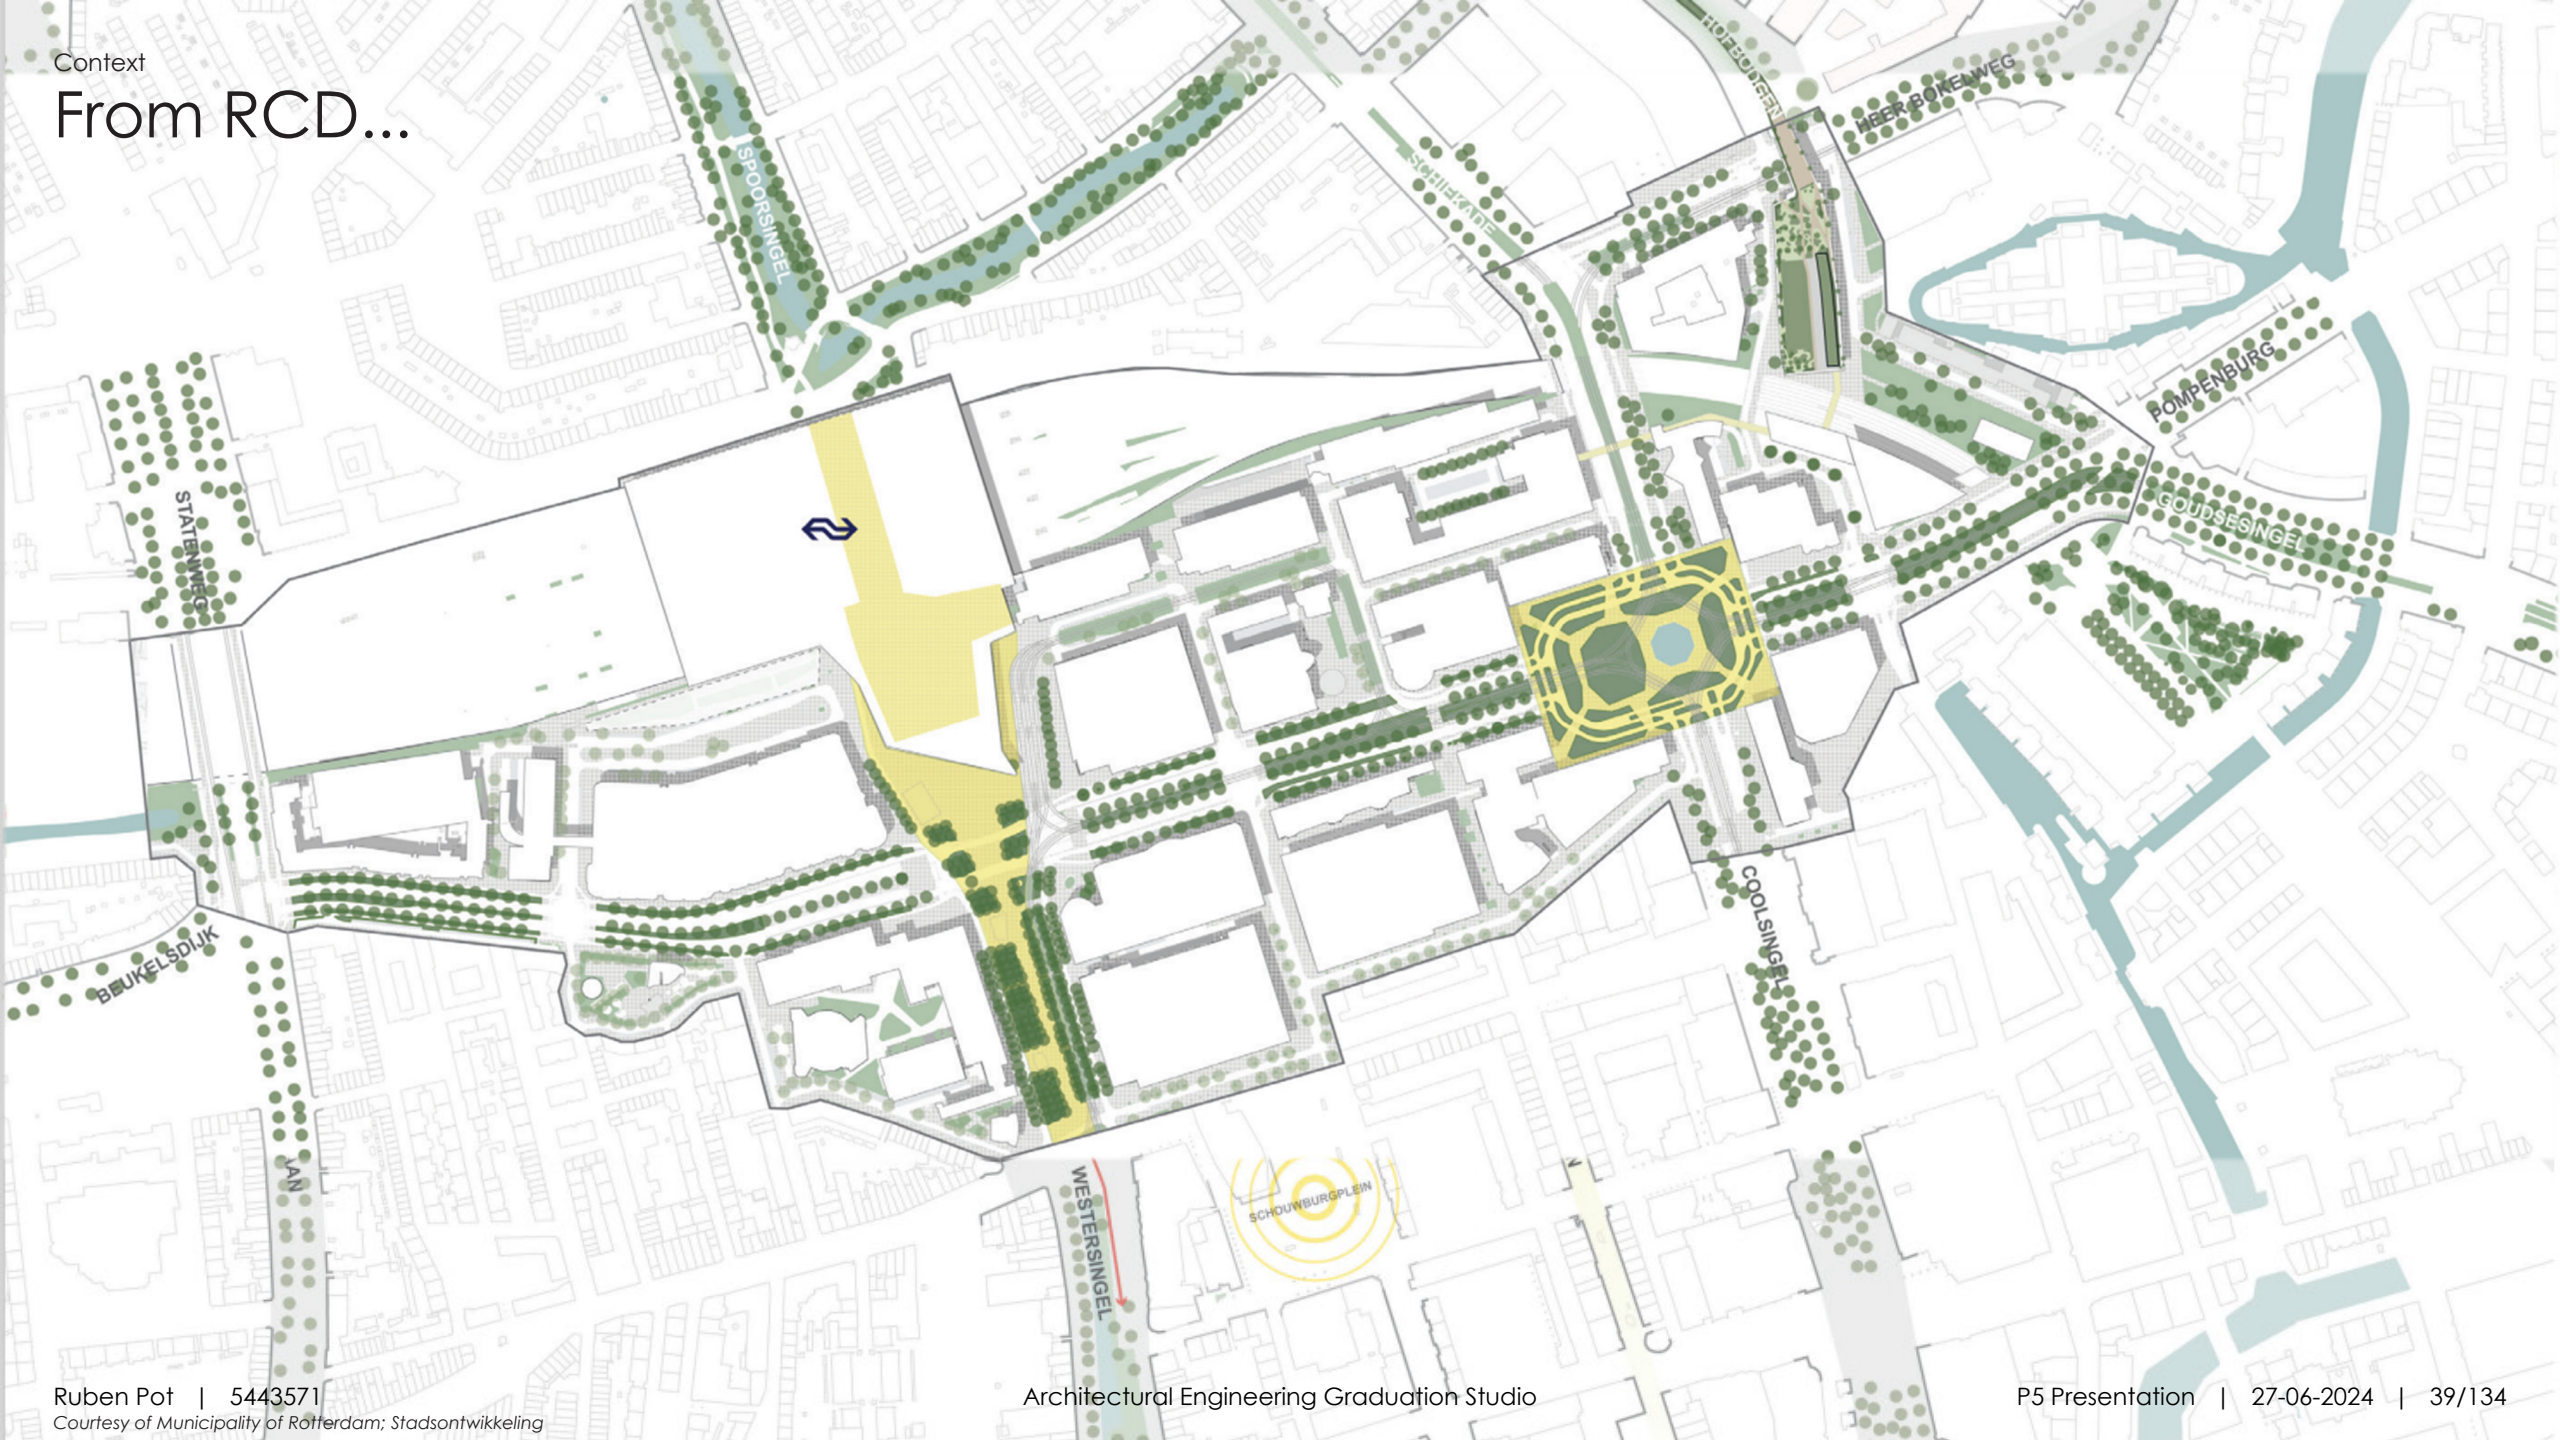 Context
From RCD...
SPOORSINGEL
HOFBOGEN
HEER BOKELWEG
SCHIEKADE
POMPENBURG
STATENWEG
GOUDSESINGEL
COOLSINGEL
BEUKELSDIJK
AN
WESTERSINGEL
SCHOUWBURGPLEIN
N
C
Ruben Pot | 5443571
Courtesy of Municipality of Rotterdam; Stadsontwikkeling
Architectural Engineering Graduation Studio
P5 Presentation | 27-06-2024 | 39/134